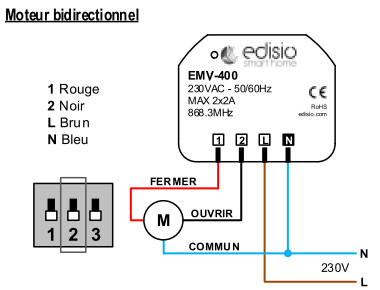 Moteur bidirectionnel
edisio
smart home
EMV-400
230VAC - 50/60Hz
MAX 2x2A
868.3MHz
CE
RoHS
edisio.com
1 Rouge
2 Noir
L Brun
N Bleu
1 2 L N
FERMER
OUVRIR
M
COMMUN
1 2 3
N
230V
L